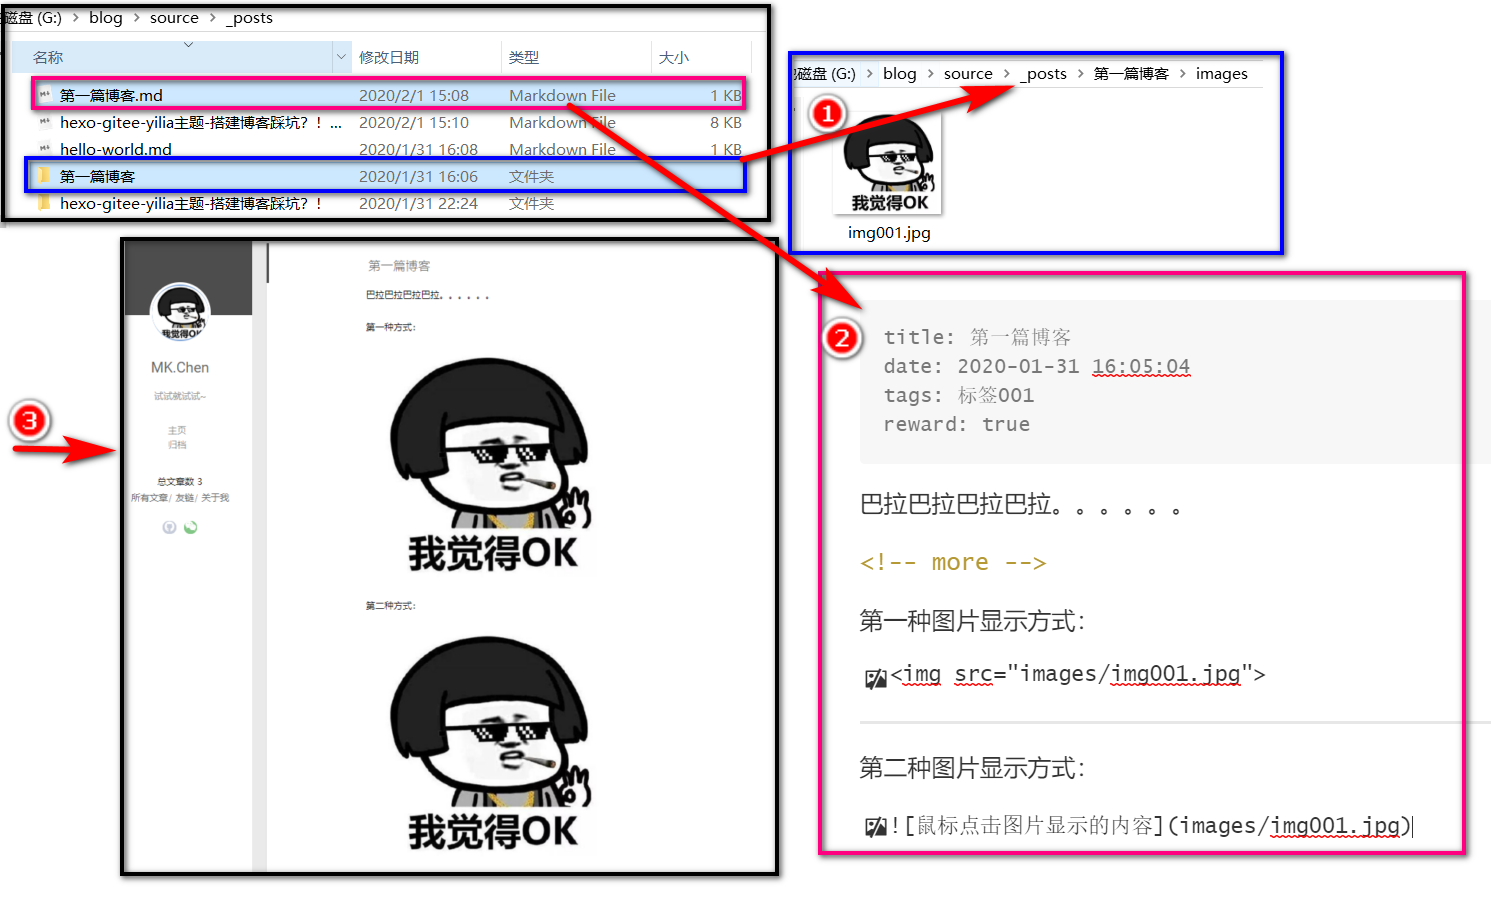 磁盘 (G:) > blog > source > _posts
名称 修改日期 类型 大小
第一篇博客.md 2020/2/1 15:08 Markdown File 1 KB
hexo-gitee-yilia主题-搭建博客踩坑？！... 2020/2/1 15:10 Markdown File 8 KB
hello-world.md 2020/1/31 16:08 Markdown File 1 KB
第一篇博客 2020/1/31 16:06 文件夹
hexo-gitee-yilia主题-搭建博客踩坑？！ 2020/1/31 22:24 文件夹
磁盘 (G:) > blog > source > _posts > 第一篇博客 > images
1
我觉得OK
img001.jpg
2
title: 第一篇博客
date: 2020-01-31 16:05:04
tags: 标签001
reward: true
巴拉巴拉巴拉巴拉。。。。。。
<!-- more -->
第一种图片显示方式：
<img src="images/img001.jpg">
第二种图片显示方式：
![鼠标点击图片显示的内容](images/img001.jpg)
3
我觉得OK
MK.Chen
试试就试试~
主页
归档
总文章数 3
所有文章/ 友链/ 关于我
第一篇博客
巴拉巴拉巴拉巴拉。。。。。。
第一种方式：
我觉得OK
第二种方式：
我觉得OK